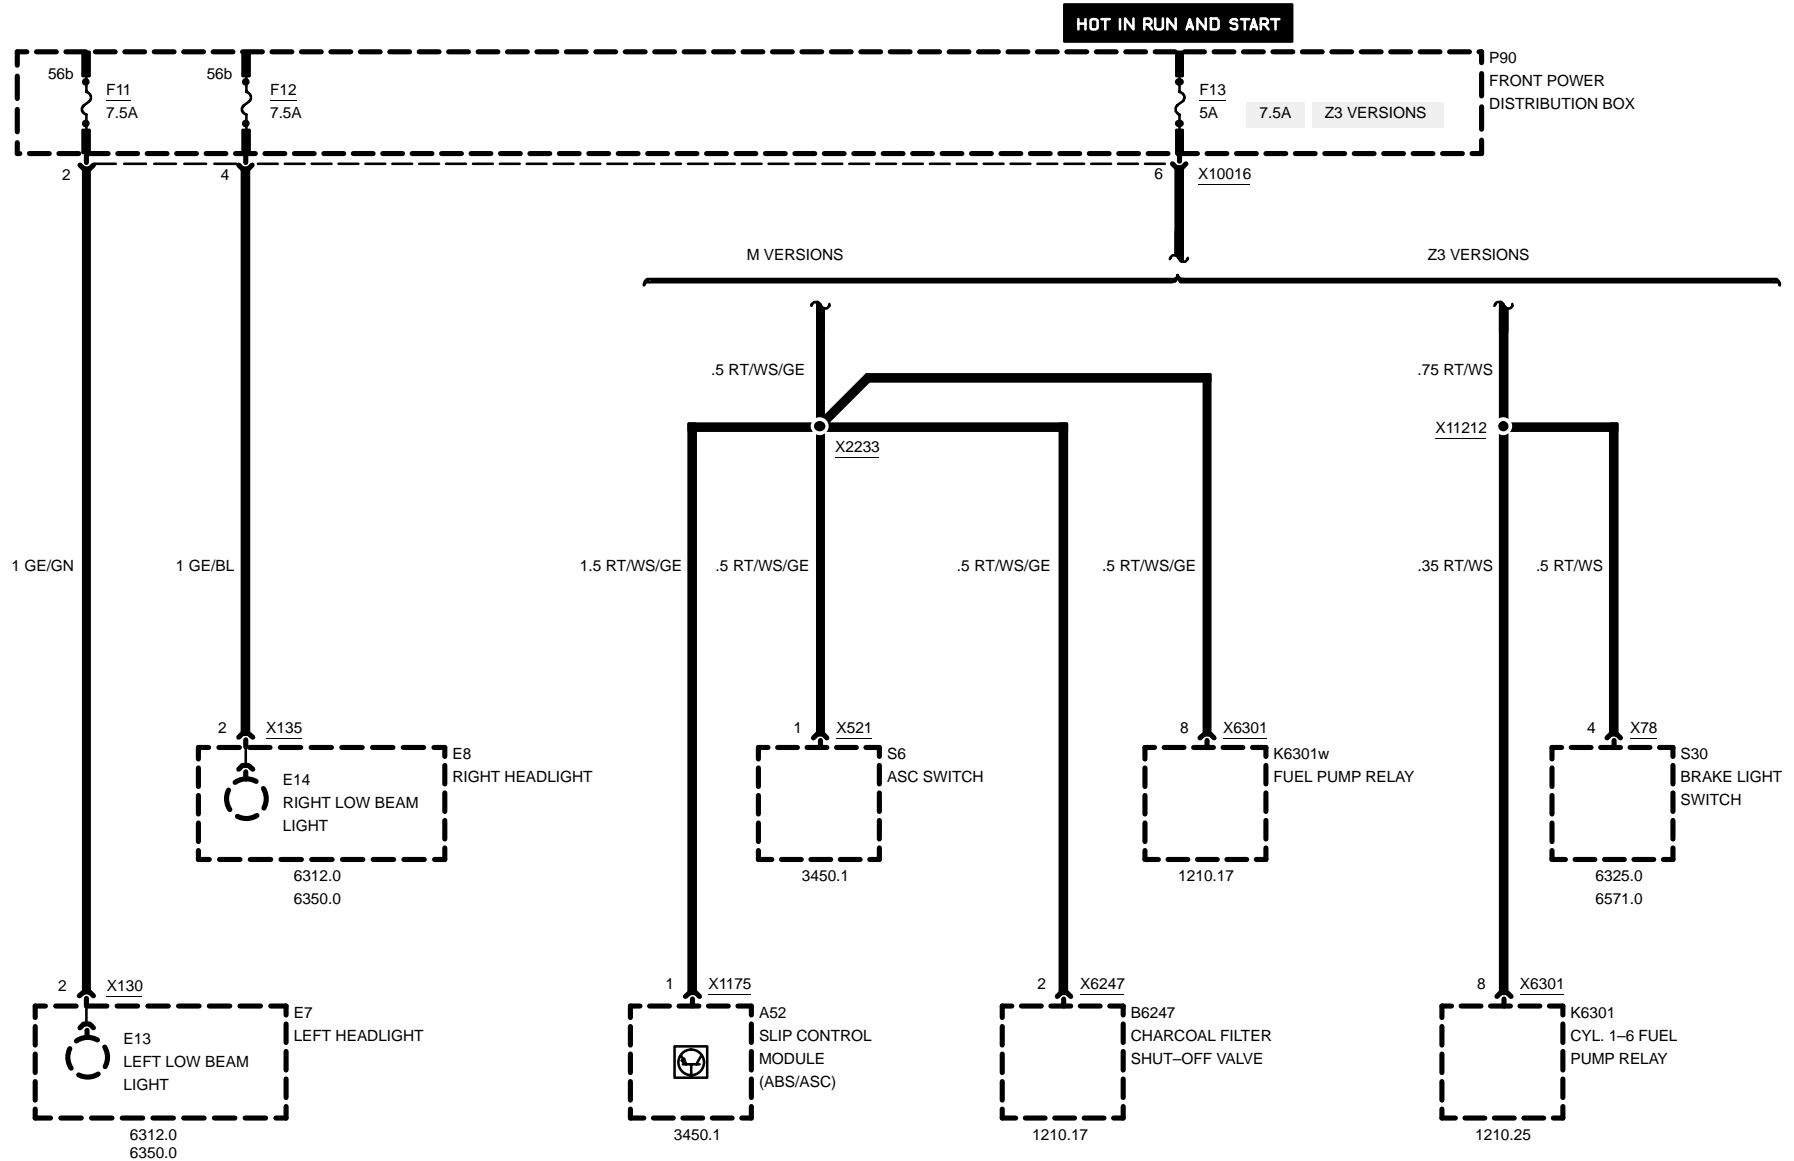 HOT IN RUN AND START
P90
FRONT POWER
DISTRIBUTION BOX
56b
F11
7.5A
56b
F12
7.5A
F13
5A
7.5A
Z3 VERSIONS
2
4
6
X10016
M VERSIONS
Z3 VERSIONS
.5 RT/WS/GE
.75 RT/WS
X2233
X11212
1 GE/GN
1 GE/BL
1.5 RT/WS/GE
.5 RT/WS/GE
.5 RT/WS/GE
.5 RT/WS/GE
.35 RT/WS
.5 RT/WS
2
X135
E8
RIGHT HEADLIGHT
E14
RIGHT LOW BEAM
LIGHT
6312.0
6350.0
1
X521
S6
ASC SWITCH
3450.1
8
X6301
K6301w
FUEL PUMP RELAY
1210.17
4
X78
S30
BRAKE LIGHT
SWITCH
6325.0
6571.0
2
X130
E7
LEFT HEADLIGHT
E13
LEFT LOW BEAM
LIGHT
6312.0
6350.0
1
X1175
A52
SLIP CONTROL
MODULE
(ABS/ASC)
3450.1
2
X6247
B6247
CHARCOAL FILTER
SHUT–OFF VALVE
1210.17
8
X6301
K6301
CYL. 1–6 FUEL
PUMP RELAY
1210.25